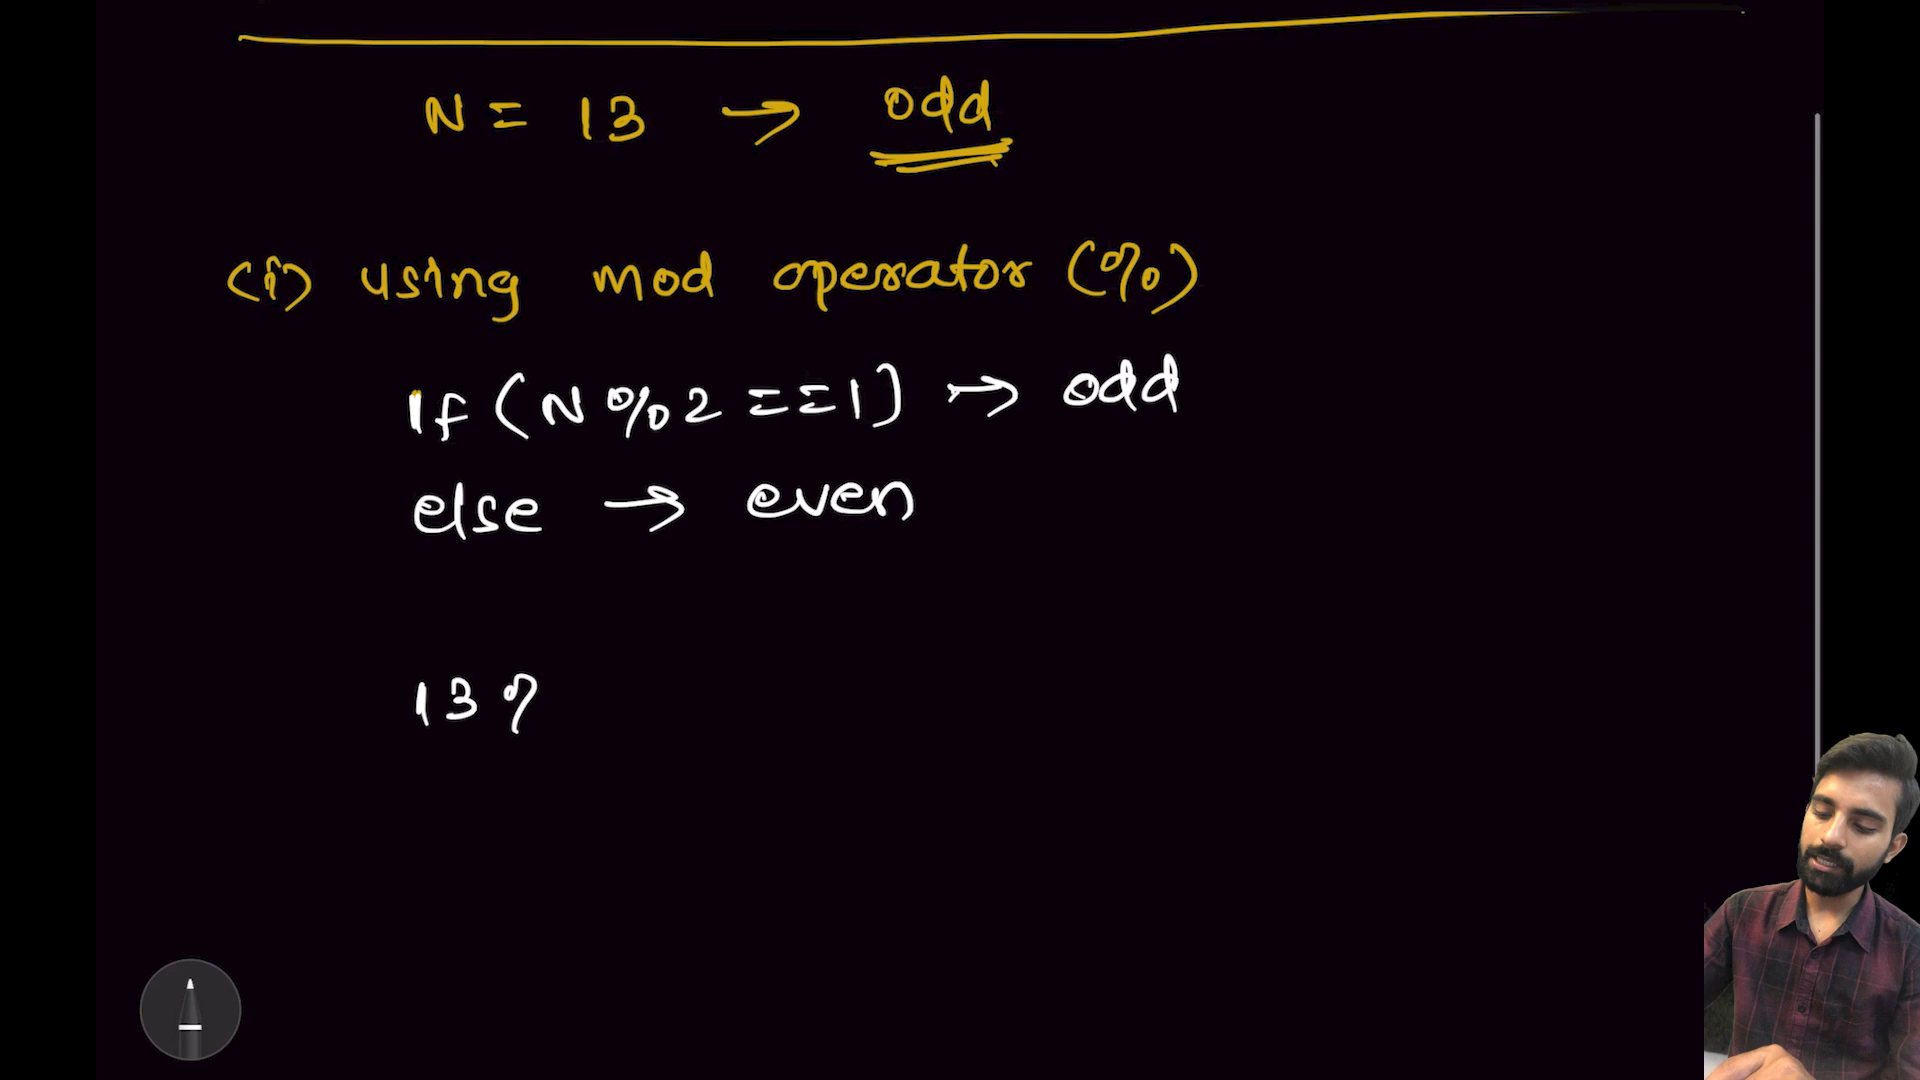 N = 13 → odd
(i) using mod operator (%)
If (N%2 == 1) → odd
else → even
13 %